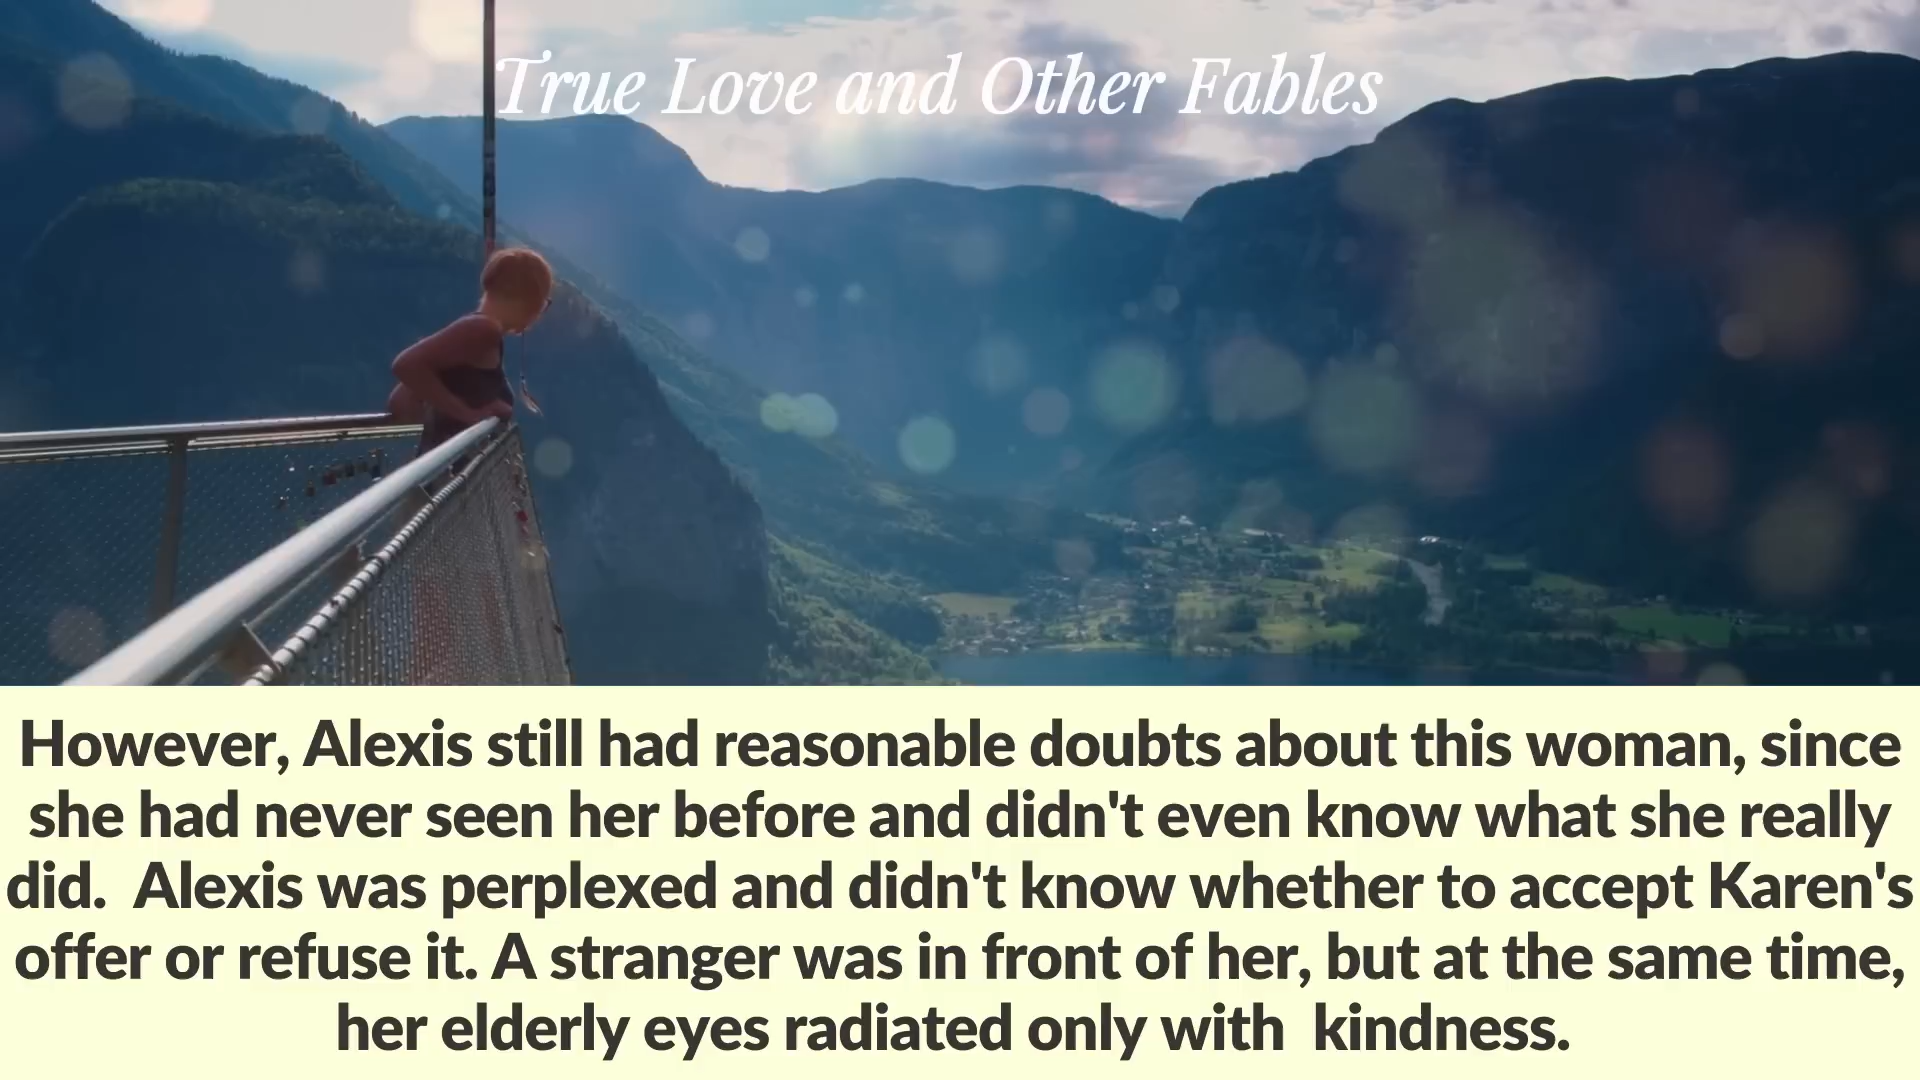 True Love and Other Fables
However, Alexis still had reasonable doubts about this woman, since
she had never seen her before and didn't even know what she really
did.  Alexis was perplexed and didn't know whether to accept Karen's
offer or refuse it. A stranger was in front of her, but at the same time,
her elderly eyes radiated only with  kindness.